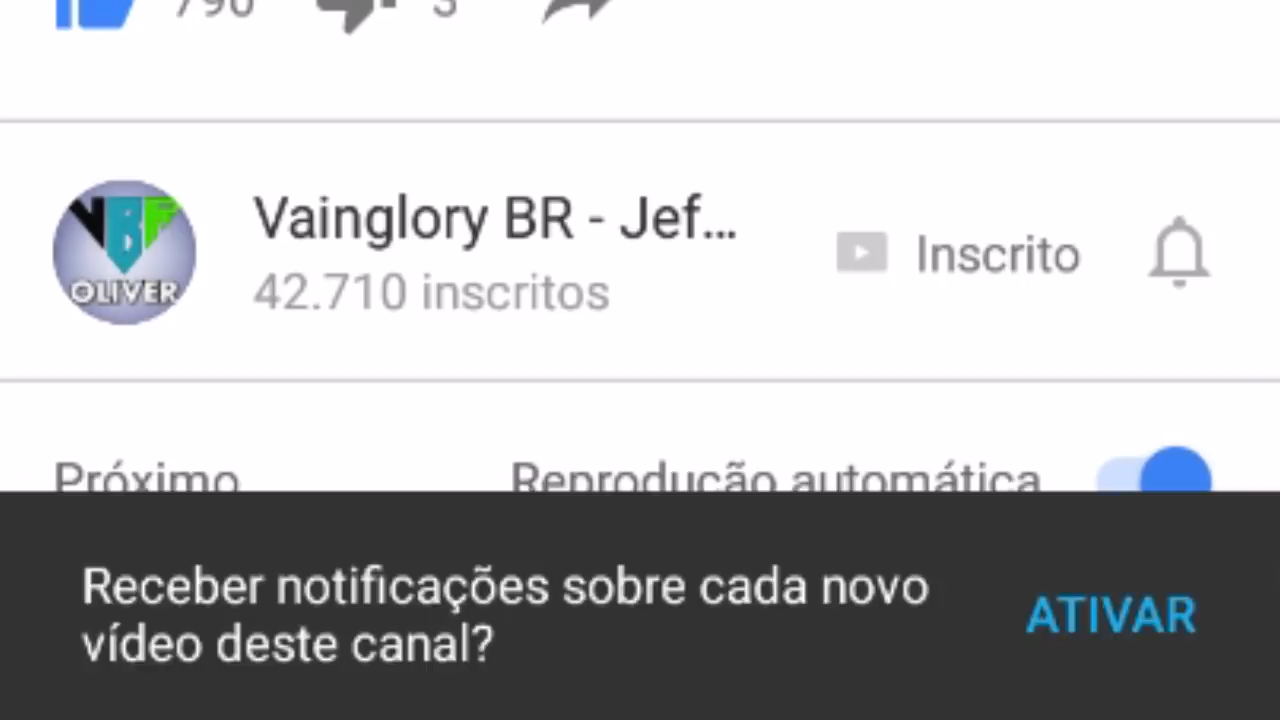 790 3
Vainglory BR - Jef...
42.710 inscritos
Inscrito
VBR
OLIVER
Próximo
Reprodução automática
Receber notificações sobre cada novo
vídeo deste canal?
ATIVAR